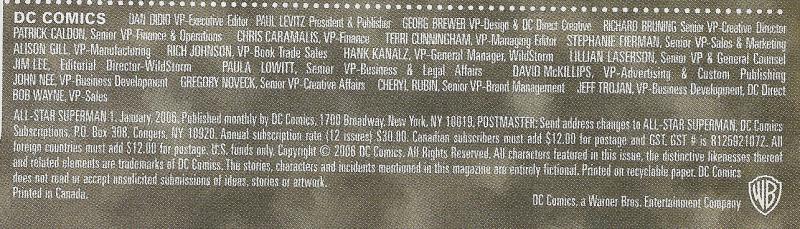 DC COMICS DAN DIDIO VP-Executive Editor PAUL LEVITZ President & Publisher GEORG BREWER VP-Design & DC Direct Creative RICHARD BRUNING Senior VP-Creative Director
PATRICK CALDON, Senior VP-Finance & Operations CHRIS CARAMALIS, VP-Finance TERRI CUNNINGHAM, VP-Managing Editor STEPHANIE FIERMAN, Senior VP-Sales & Marketing
ALISON GILL, VP-Manufactoring RICH JOHNSON, VP-Book Trade Sales HANK KANALZ, VP-General Manager, WildStorm LILLIAN LASERSON, Senior VP & General Counsel
JIM LEE, Editorial Director-WildStorm PAULA LOWITT, Senior VP-Business & Legal Affairs DAVID McKILLIPS, VP-Advertising & Custom Publishing
JOHN NEE, VP-Business Development GREGORY NOVECK, Senior VP-Creative Affairs CHERYL RUBIN, Senior VP-Brand Management JEFF TROJAN, VP-Business Development, DC Direct
BOB WAYNE, VP-Sales
ALL-STAR SUPERMAN 1, January, 2006. Published monthly by DC Comics, 1700 Broadway, New York, NY 10019. POSTMASTER: Send address changes to ALL-STAR SUPERMAN, DC Comics
Subscriptions, P.O. Box 308, Congers, NY 10920. Annual subscription rate (12 issues) $30.00. Canadian subscribers must add $12.00 for postage and GST. GST # is R125921072. All
foreign countries must add $12.00 for postage. U.S. funds only. Copyright © 2006 DC Comics. All Rights Reserved. All characters featured in this issue, the distinctive likenesses thereof
and related elements are trademarks of DC Comics. The stories, characters and incidents mentioned in this magazine are entirely fictional. Printed on recyclable paper. DC Comics
does not read or accept unsolicited submissions of ideas, stories or artwork.
Printed in Canada.
DC Comics, a Warner Bros. Entertainment Company
WB